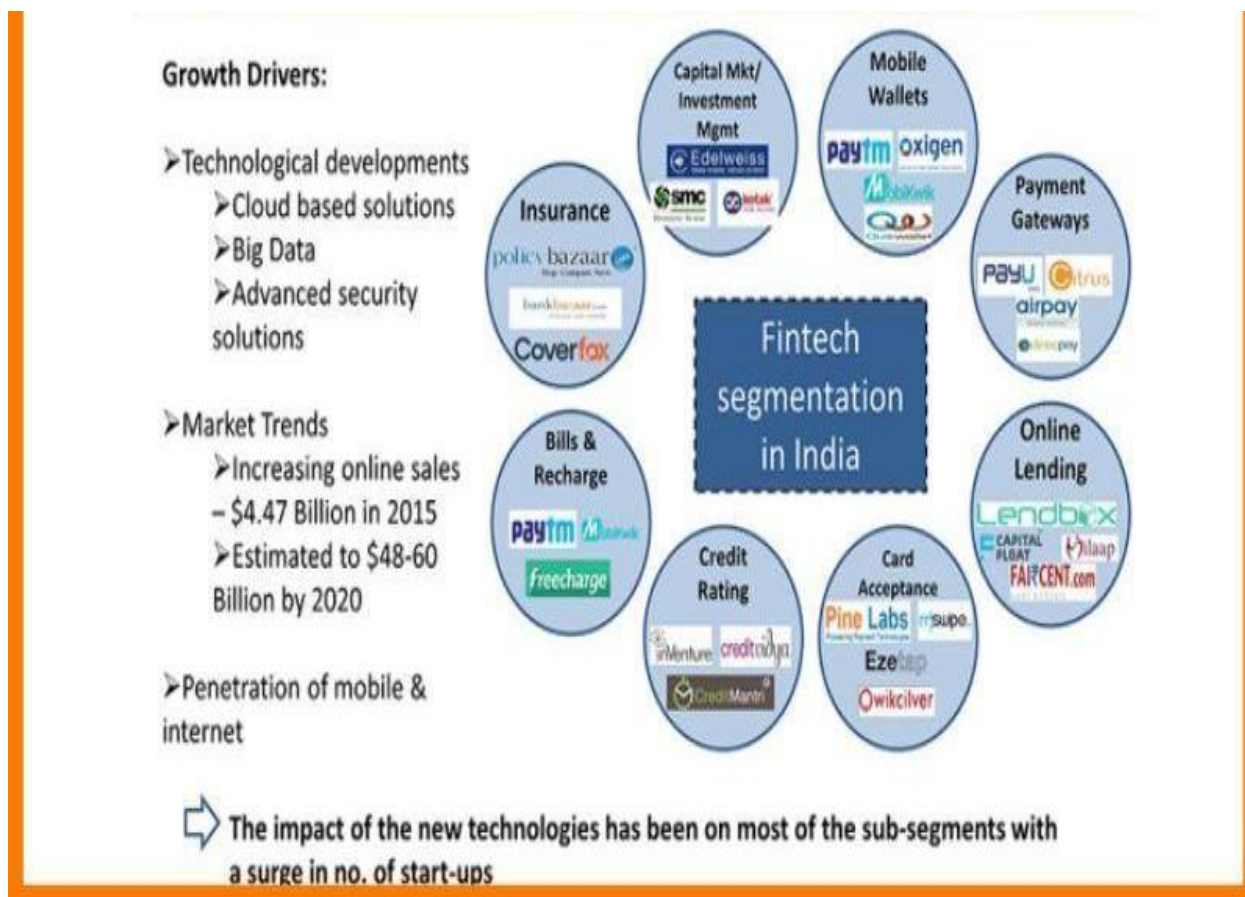 Growth Drivers:
➤Technological developments
➤Cloud based solutions
➤Big Data
➤Advanced security
solutions
➤Market Trends
➤Increasing online sales
– $4.47 Billion in 2015
➤Estimated to $48-60
Billion by 2020
➤Penetration of mobile &
internet
Capital Mkt/
Investment
Mgmt
Edelweiss
SMC
kotak
Mobile
Wallets
paytm oxigen
MobiKwik
Payment
Gateways
PayU Citrus
airpay
Online
Lending
Lendbox
CAPITAL
FLOAT
Milaap
FAIRCENT.com
Card
Acceptance
Pine Labs mswipe
Ezetap
Qwikcilver
Credit
Rating
inVenture creditvidya
CreditMantri
Bills &
Recharge
paytm MobiKwik
freecharge
Insurance
policy bazaar
bankbazaar.com
Coverfox
Fintech
segmentation
in India
The impact of the new technologies has been on most of the sub-segments with
a surge in no. of start-ups